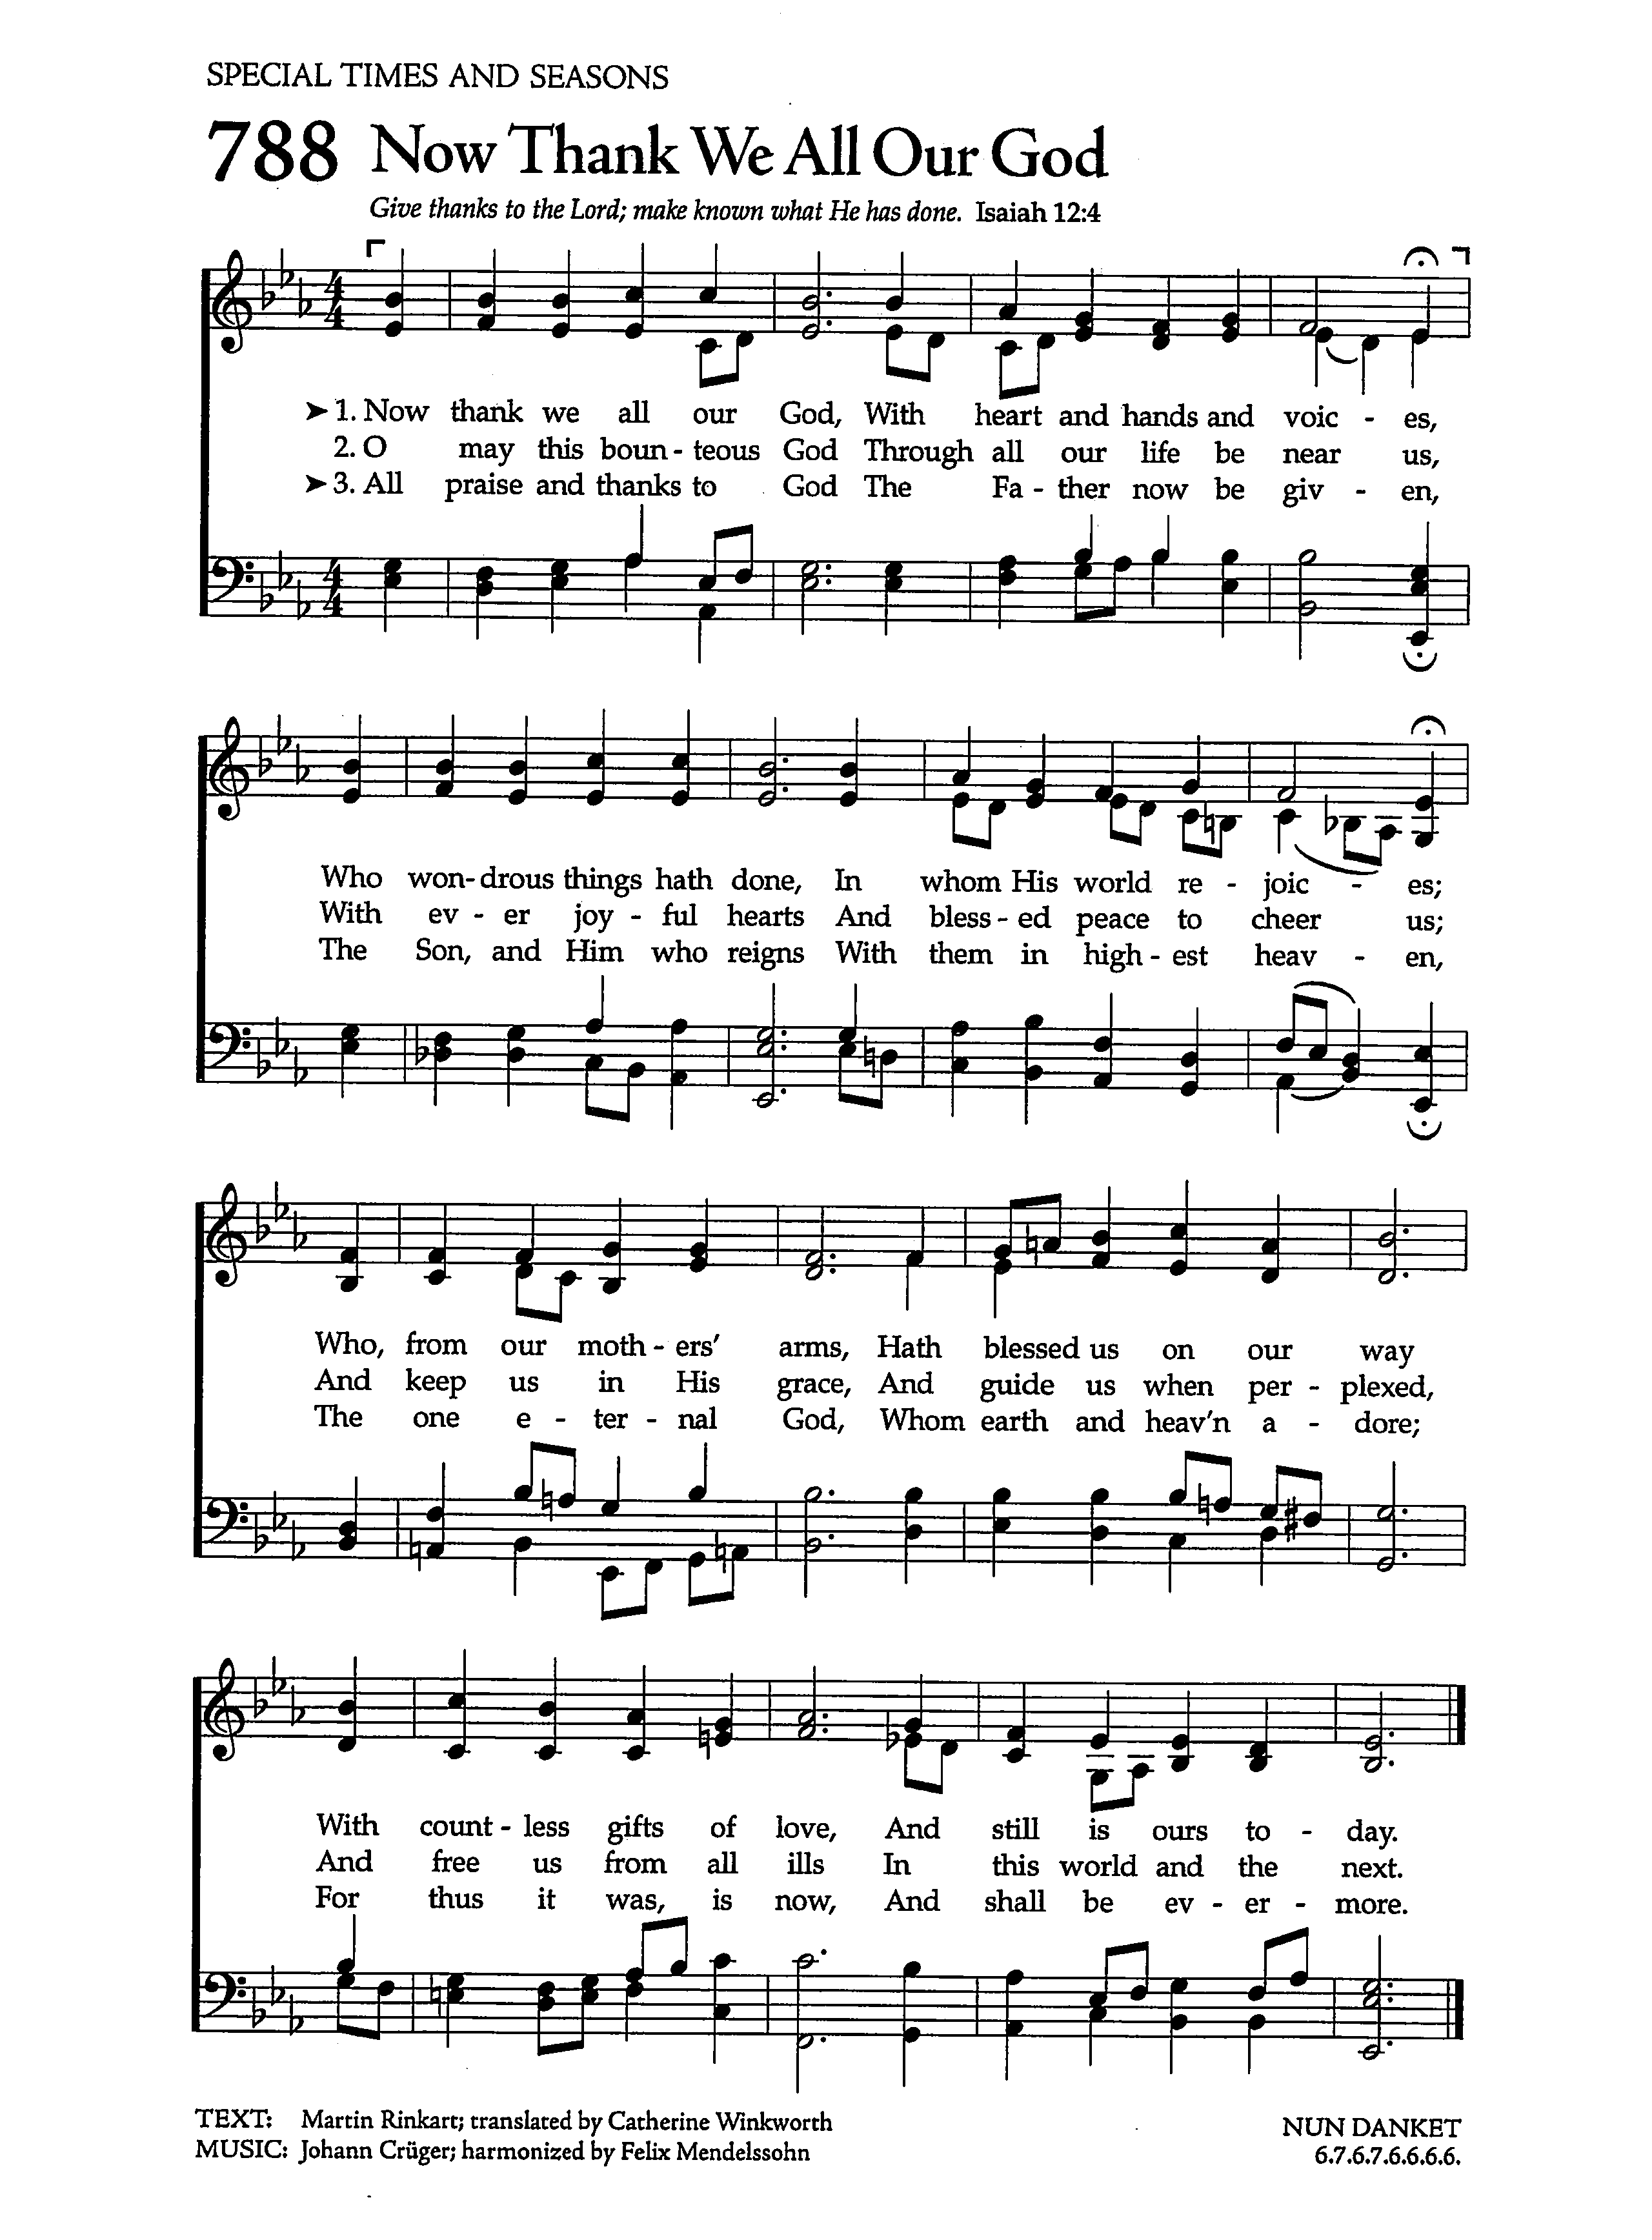 SPECIAL TIMES AND SEASONS
788 Now Thank We All Our God
Give thanks to the Lord; make known what He has done. Isaiah 12:4
➤ 1. Now thank we all our God, With heart and hands and voic - es,
2. O may this boun - teous God Through all our life be near us,
➤ 3. All praise and thanks to God The Fa - ther now be giv - en,
Who won - drous things hath done, In whom His world re - joic - es;
With ev - er joy - ful hearts And bless - ed peace to cheer us;
The Son, and Him who reigns With them in high - est heav - en,
Who, from our moth - ers' arms, Hath blessed us on our way
And keep us in His grace, And guide us when per - plexed,
The one e - ter - nal God, Whom earth and heav'n a - dore;
With count - less gifts of love, And still is ours to - day.
And free us from all ills In this world and the next.
For thus it was, is now, And shall be ev - er - more.
TEXT: Martin Rinkart; translated by Catherine Winkworth
MUSIC: Johann Crüger; harmonized by Felix Mendelssohn
NUN DANKET
6.7.6.7.6.6.6.6.